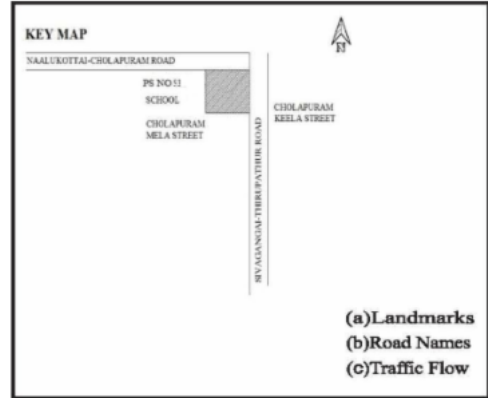 KEY MAP
N
NAALUKOTTAI-CHOLAPURAM ROAD
PS NO 51
SCHOOL
CHOLAPURAM
MELA STREET
CHOLAPURAM
KEELA STREET
SIVAGANGAI-THIRUPATHUR ROAD
(a)Landmarks
(b)Road Names
(c)Traffic Flow